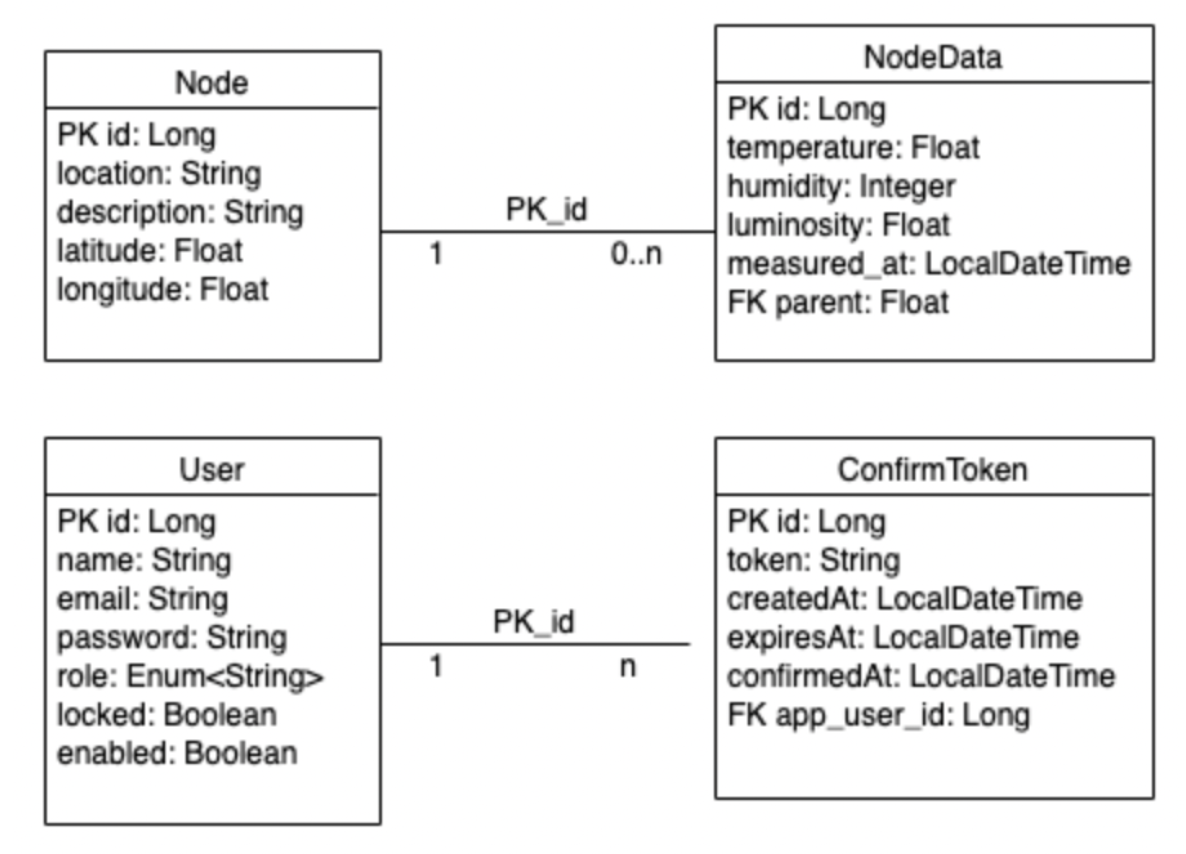 Node
PK id: Long
location: String
description: String
latitude: Float
longitude: Float
PK_id
1
0..n
NodeData
PK id: Long
temperature: Float
humidity: Integer
luminosity: Float
measured_at: LocalDateTime
FK parent: Float
User
PK id: Long
name: String
email: String
password: String
role: Enum<String>
locked: Boolean
enabled: Boolean
PK_id
1
n
ConfirmToken
PK id: Long
token: String
createdAt: LocalDateTime
expiresAt: LocalDateTime
confirmedAt: LocalDateTime
FK app_user_id: Long